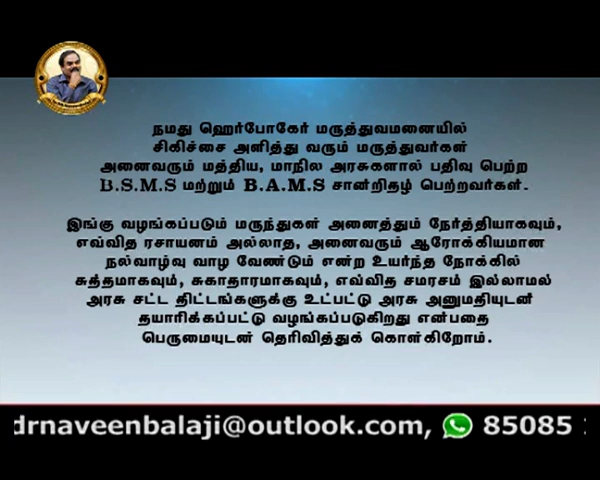 நமது ஹெர்போகேர் மருத்துவமனையில்
சிகிச்சை அளித்து வரும் மருத்துவர்கள்
அனைவரும் மத்திய, மாநில அரசுகளால் பதிவு பெற்ற
B.S.M.S மற்றும் B.A.M.S சான்றிதழ் பெற்றவர்கள்.
இங்கு வழங்கப்படும் மருந்துகள் அனைத்தும் நேர்த்தியாகவும்,
எவ்வித ரசாயனம் அல்லாத, அனைவரும் ஆரோக்கியமான
நல்வாழ்வு வாழ வேண்டும் என்ற உயர்ந்த நோக்கில்
சுத்தமாகவும், சுகாதாரமாகவும், எவ்வித சமரசம் இல்லாமல்
அரசு சட்ட திட்டங்களுக்கு உட்பட்டு அரசு அனுமதியுடன்
தயாரிக்கப்பட்டு வழங்கப்படுகிறது என்பதை
பெருமையுடன் தெரிவித்துக் கொள்கிறோம்.
drnaveenbalaji@outlook.com, 85085